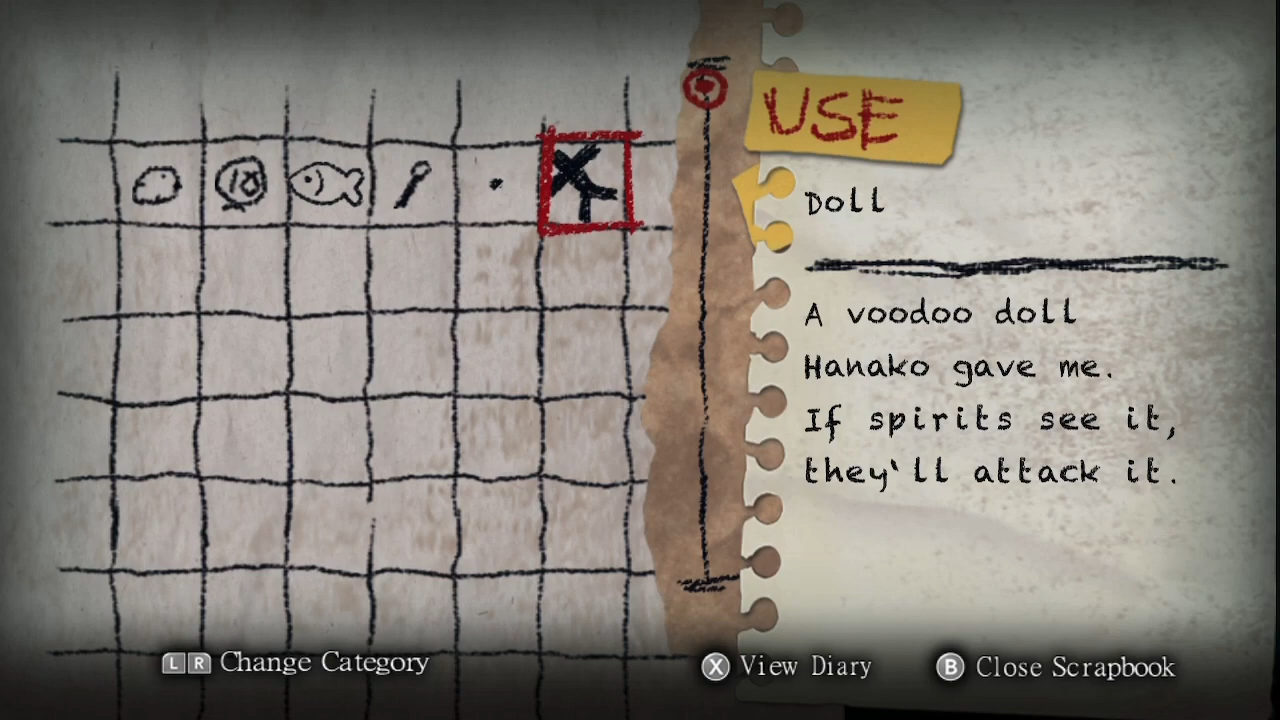 USE
10
Doll
A voodoo doll
Hanako gave me.
If spirits see it,
they'll attack it.
L R Change Category
X View Diary
B Close Scrapbook